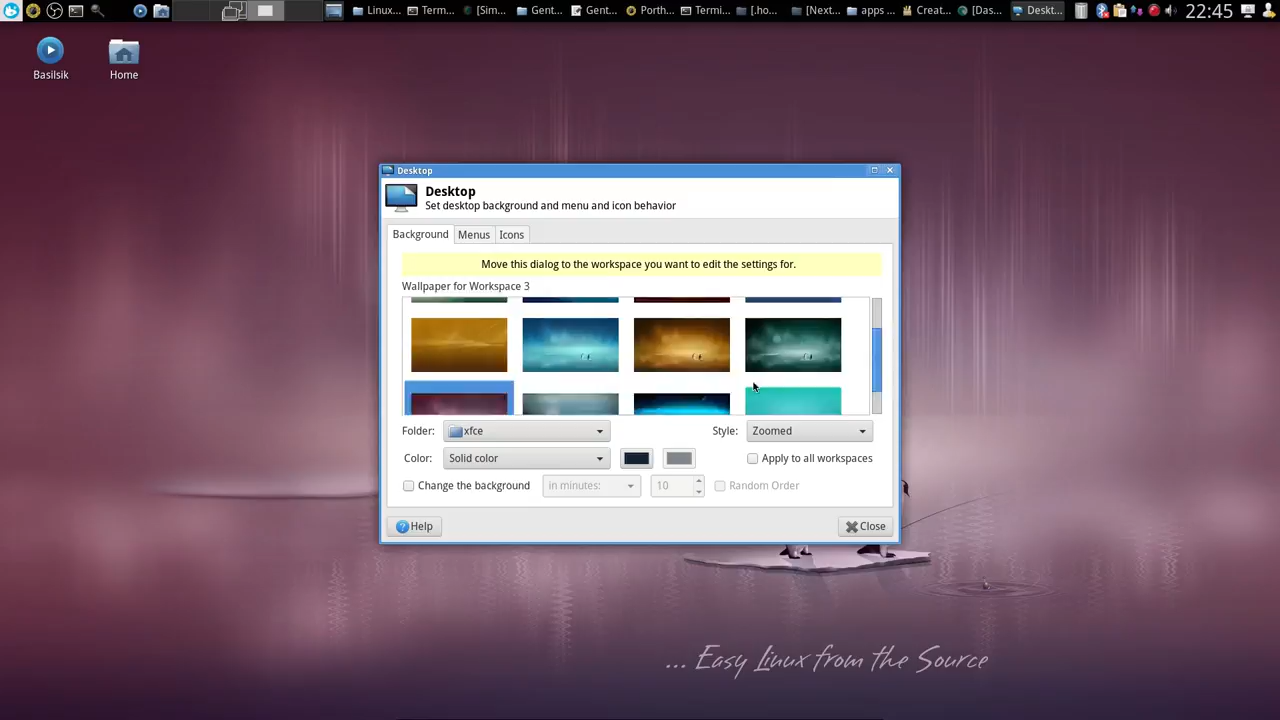 Linux... Term... [Sim... Gent... Gent... Porth... Termi... [.ho... [Next... apps ... Creat... [Das... Deskt... 22:45
Basilsik Home
Desktop
Desktop
Set desktop background and menu and icon behavior
Background Menus Icons
Move this dialog to the workspace you want to edit the settings for.
Wallpaper for Workspace 3
Folder: xfce Style: Zoomed
Color: Solid color Apply to all workspaces
Change the background in minutes: 10 Random Order
Help Close
... Easy Linux from the Source